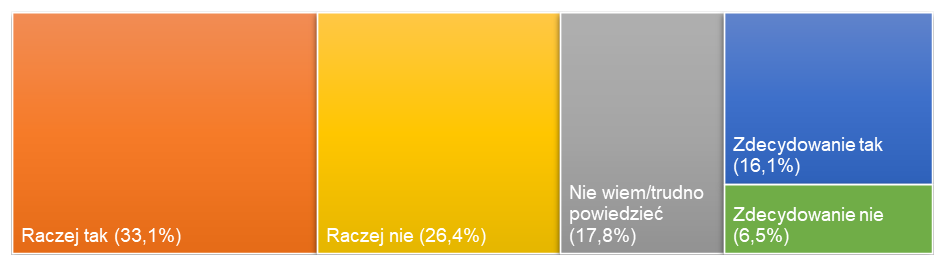 Raczej tak (33,1%)
Raczej nie (26,4%)
Nie wiem/trudno
powiedzieć
(17,8%)
Zdecydowanie tak
(16,1%)
Zdecydowanie nie
(6,5%)